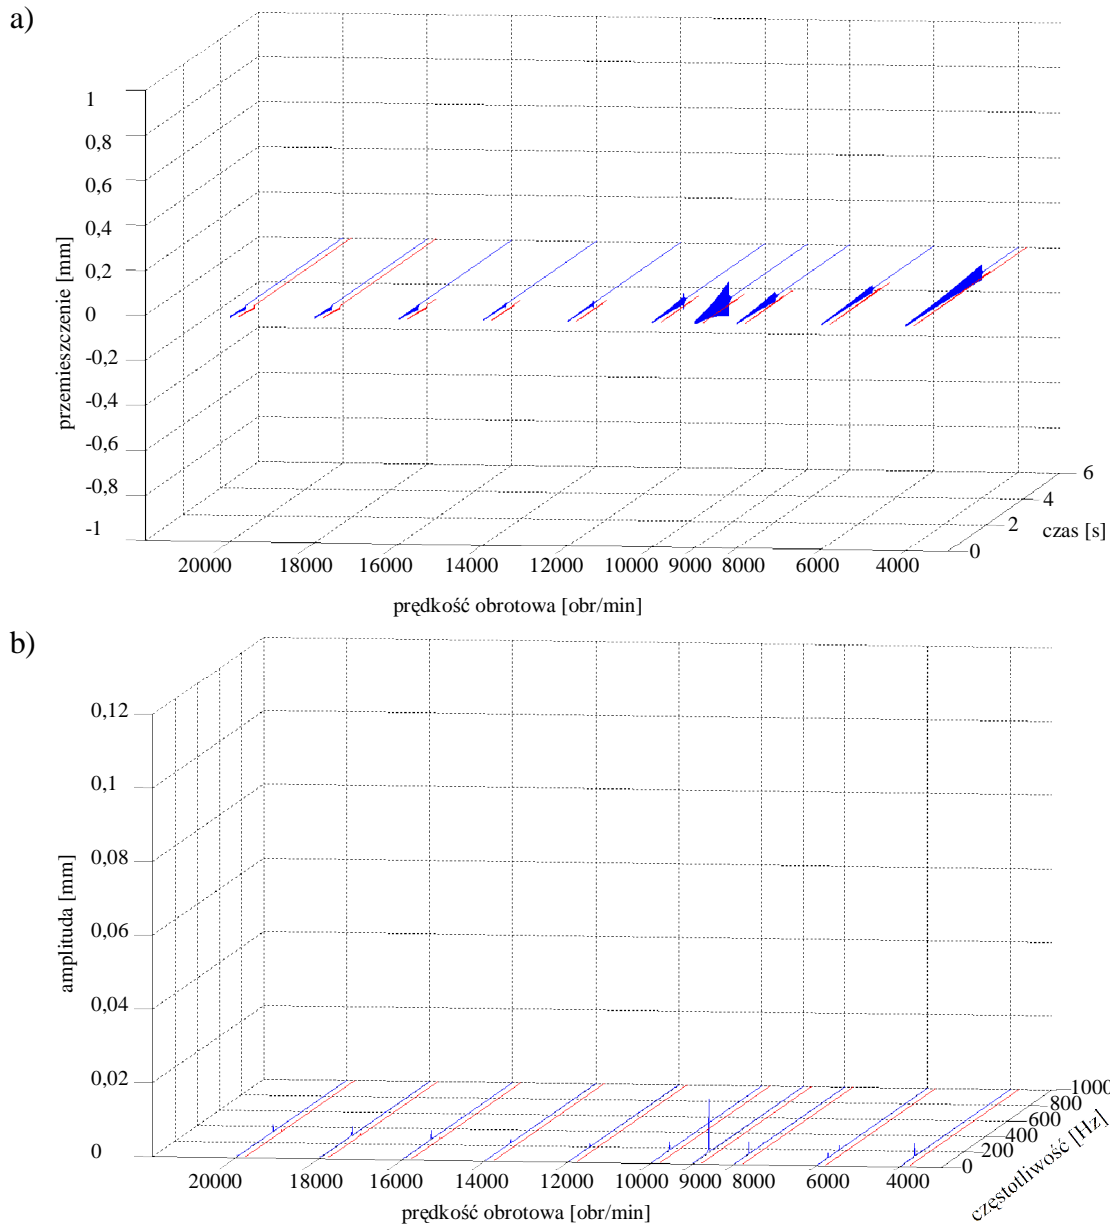 a)
1
0,8
0,6
0,4
0,2
0
-0,2
-0,4
-0,6
-0,8
-1
przemieszczenie [mm]
20000 18000 16000 14000 12000 10000 9000 8000 6000 4000
prędkość obrotowa [obr/min]
0 2 4 6
czas [s]
b)
0,12
0,1
0,08
0,06
0,04
0,02
0
amplituda [mm]
20000 18000 16000 14000 12000 10000 9000 8000 6000 4000
prędkość obrotowa [obr/min]
0 200 400 600 800 1000
częstotliwość [Hz]